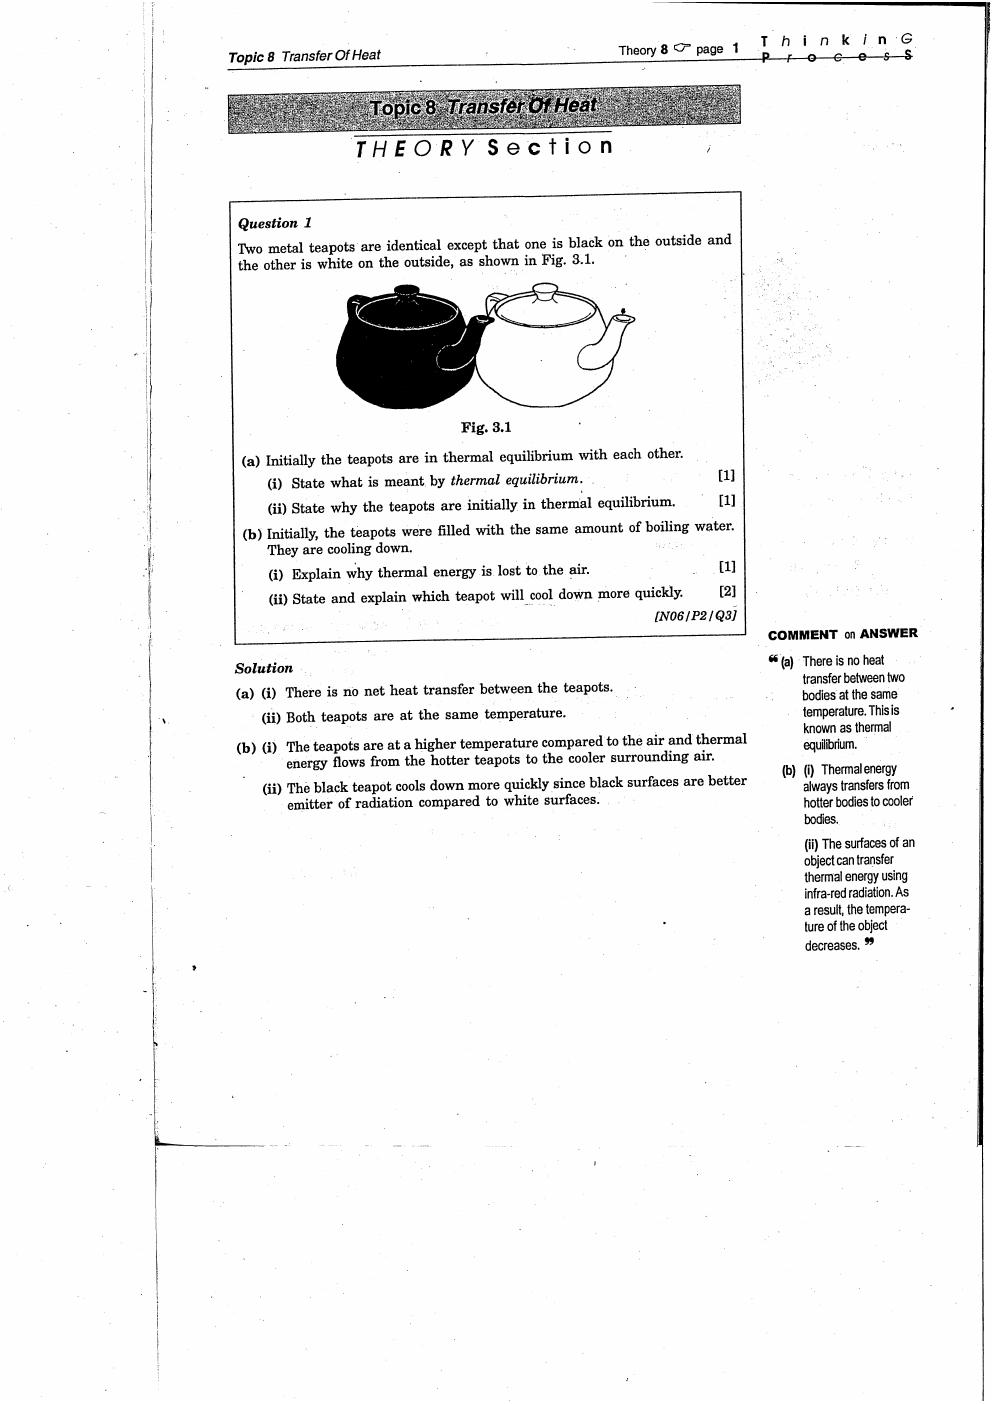 Topic 8 Transfer Of Heat
Theory 8 ☞ page 1
ThinkinG
ProcesS
Topic 8 Transfer Of Heat
THEORY Section
Question 1
Two metal teapots are identical except that one is black on the outside and
the other is white on the outside, as shown in Fig. 3.1.
Fig. 3.1
(a) Initially the teapots are in thermal equilibrium with each other.
(i) State what is meant by thermal equilibrium. [1]
(ii) State why the teapots are initially in thermal equilibrium. [1]
(b) Initially, the teapots were filled with the same amount of boiling water.
They are cooling down.
(i) Explain why thermal energy is lost to the air. [1]
(ii) State and explain which teapot will cool down more quickly. [2]
[N06/P2/Q3]
Solution
(a) (i) There is no net heat transfer between the teapots.
(ii) Both teapots are at the same temperature.
(b) (i) The teapots are at a higher temperature compared to the air and thermal
energy flows from the hotter teapots to the cooler surrounding air.
(ii) The black teapot cools down more quickly since black surfaces are better
emitter of radiation compared to white surfaces.
COMMENT on ANSWER
“ (a) There is no heat
transfer between two
bodies at the same
temperature. This is
known as thermal
equilibrium.
(b) (i) Thermal energy
always transfers from
hotter bodies to cooler
bodies.
(ii) The surfaces of an
object can transfer
thermal energy using
infra-red radiation. As
a result, the tempera-
ture of the object
decreases. ”